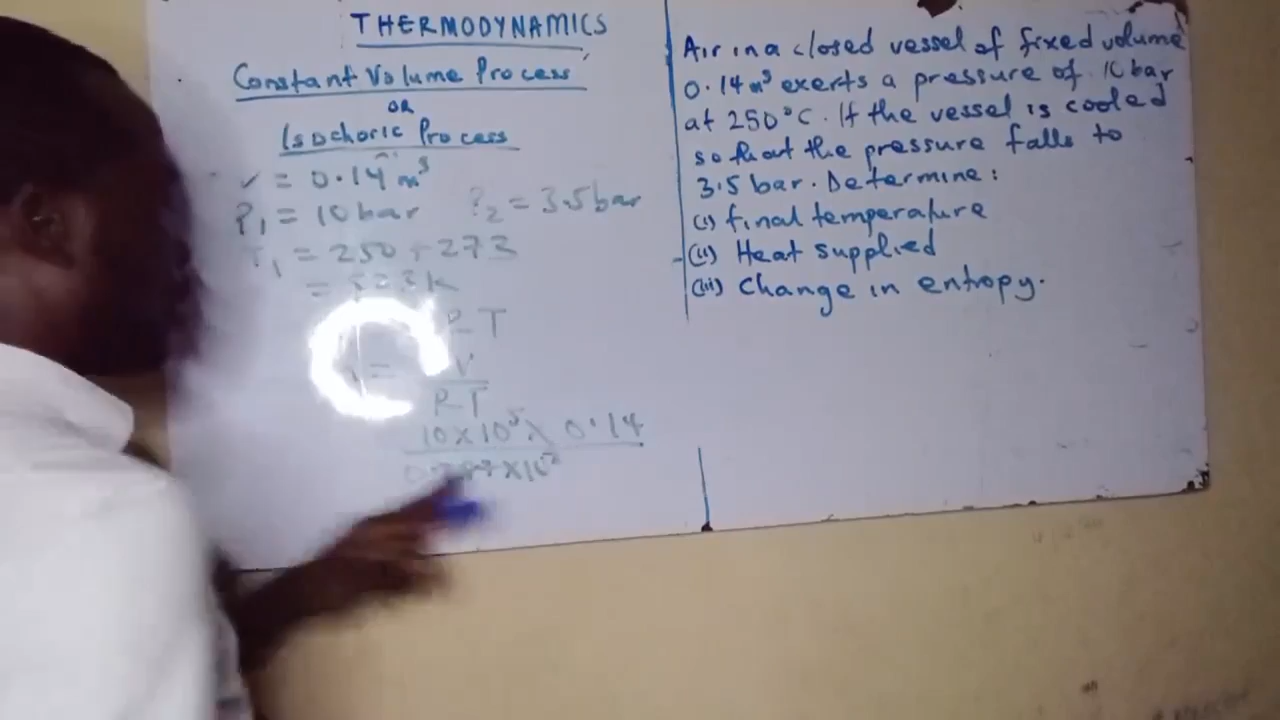 THERMODYNAMICS
Constant Volume Process
OR
Isochoric Process
V = 0.14 m³
P₁ = 10 bar P₂ = 3.5 bar
T₁ = 250 + 273
= 523 K
RT
= V
RT
10 × 10⁵ × 0.14
× 10³
Air in a closed vessel of fixed volume
0.14 m³ exerts a pressure of 10 bar
at 250°C. If the vessel is cooled
so that the pressure falls to
3.5 bar. Determine:
(i) final temperature
(ii) Heat supplied
(iii) Change in entropy.